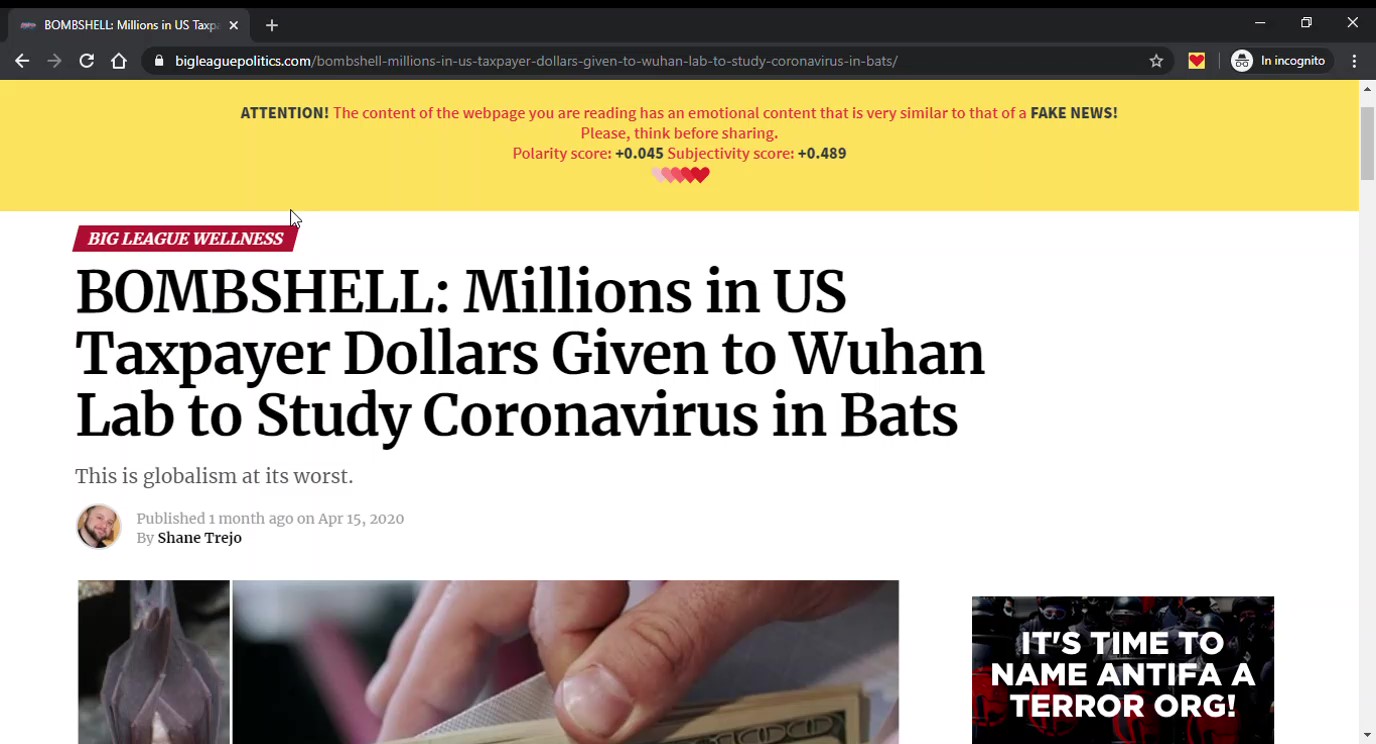 BOMBSHELL: Millions in US Taxp
In incognito
bigleaguepolitics.com/bombshell-millions-in-us-taxpayer-dollars-given-to-wuhan-lab-to-study-coronavirus-in-bats/
ATTENTION! The content of the webpage you are reading has an emotional content that is very similar to that of a FAKE NEWS!
Please, think before sharing.
Polarity score: +0.045 Subjectivity score: +0.489
BIG LEAGUE WELLNESS
BOMBSHELL: Millions in US
Taxpayer Dollars Given to Wuhan
Lab to Study Coronavirus in Bats
This is globalism at its worst.
Published 1 month ago on Apr 15, 2020
By Shane Trejo
IT'S TIME TO
NAME ANTIFA A
TERROR ORG!